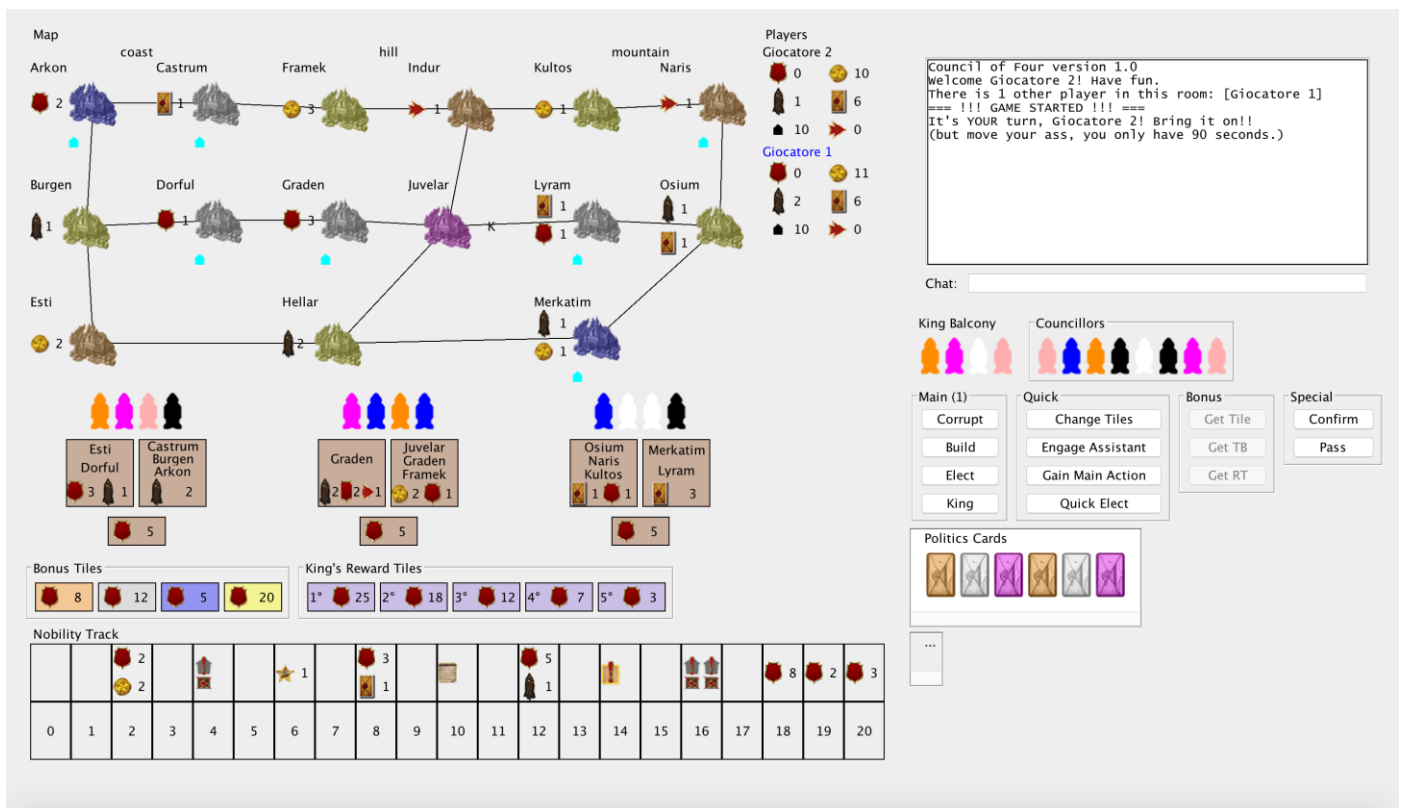 Map
Players
coast
hill
mountain
Giocatore 2
Arkon
Castrum
Framek
Indur
Kultos
Naris
0
10
2
1
3
1
1
1
1
6
10
0
Giocatore 1
0
11
2
6
10
0
Burgen
Dorful
Graden
Juvelar
Lyram
Osium
1
1
3
K
1
1
1
1
Esti
Hellar
Merkatim
2
2
1
1
Esti
Dorful
3
1
Castrum
Burgen
Arkon
2
Graden
2
2
1
Juvelar
Graden
Framek
2
1
Osium
Naris
Kultos
1
1
Merkatim
Lyram
3
5
5
5
Bonus Tiles
King's Reward Tiles
8
12
5
20
1° 25
2° 18
3° 12
4° 7
5° 3
Nobility Track
2
2
1
3
1
5
1
8
2
3
0 1 2 3 4 5 6 7 8 9 10 11 12 13 14 15 16 17 18 19 20
Council of Four version 1.0
Welcome Giocatore 2! Have fun.
There is 1 other player in this room: [Giocatore 1]
=== !!! GAME STARTED !!! ===
It's YOUR turn, Giocatore 2! Bring it on!!
(but move your ass, you only have 90 seconds.)
Chat:
King Balcony
Councillors
Main (1)
Quick
Bonus
Special
Corrupt
Change Tiles
Get Tile
Confirm
Build
Engage Assistant
Get TB
Pass
Elect
Gain Main Action
Get RT
King
Quick Elect
Politics Cards
...